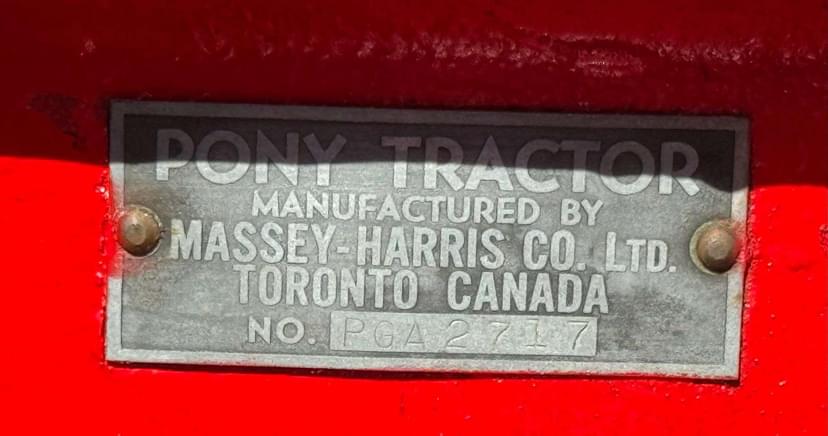 PONY TRACTOR
MANUFACTURED BY
MASSEY-HARRIS CO. LTD.
TORONTO CANADA
NO. PGA2717